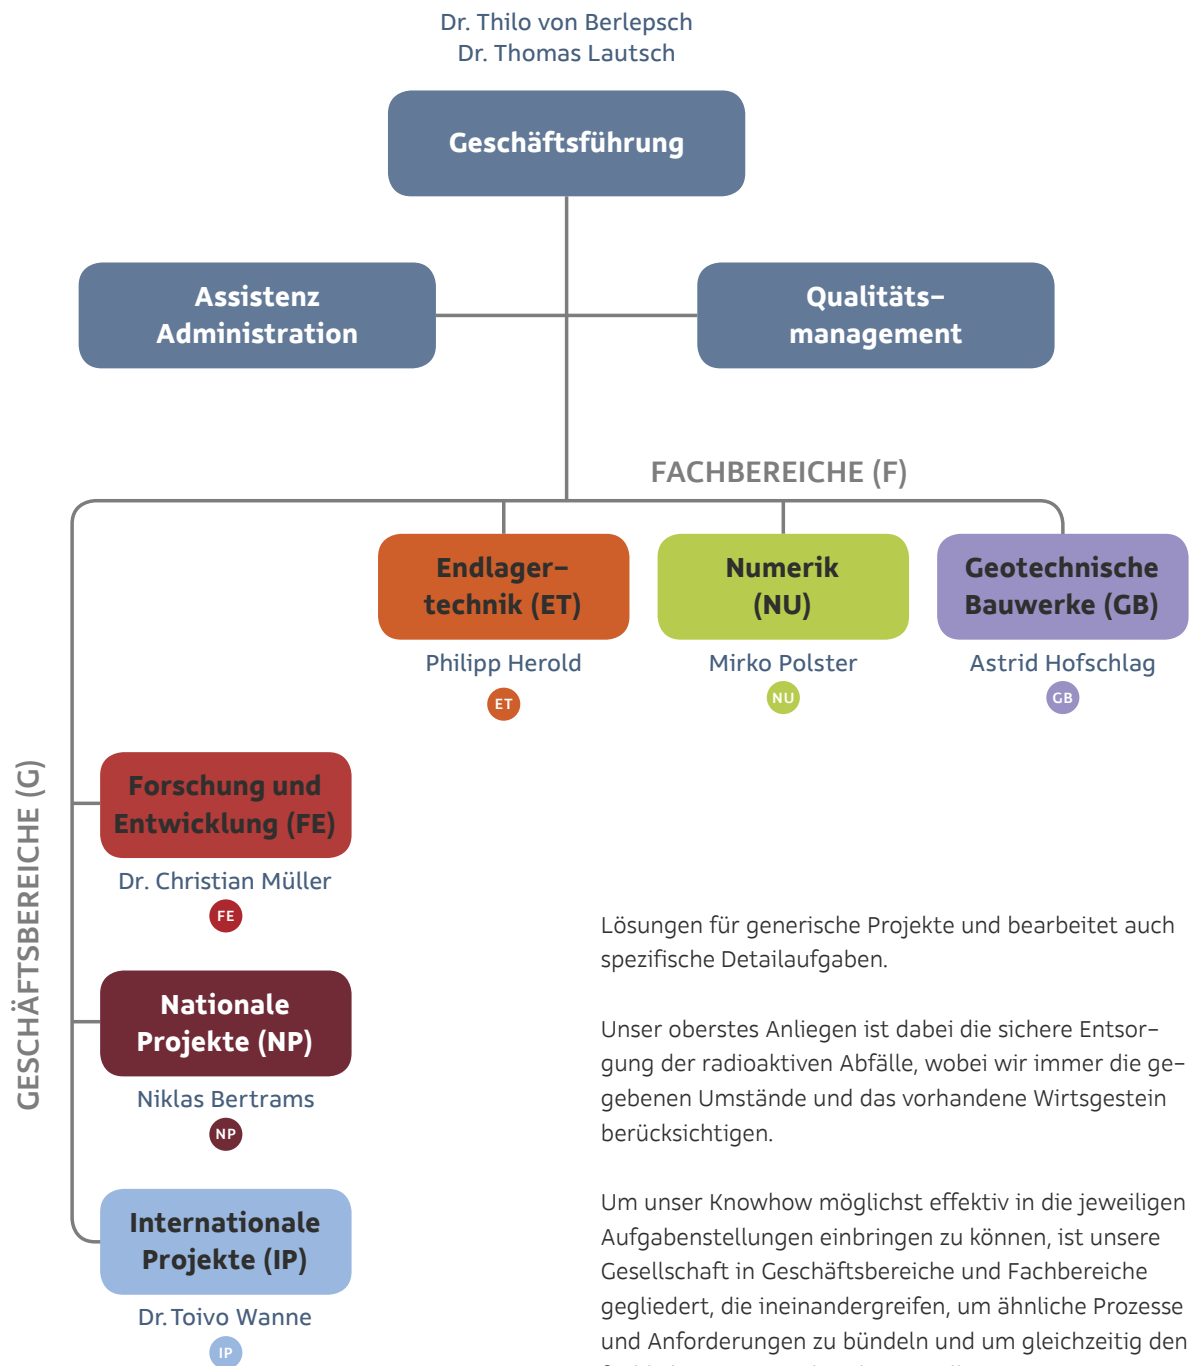 Dr. Thilo von Berlepsch
Dr. Thomas Lautsch
Geschäftsführung
Assistenz
Administration
Qualitäts-
management
FACHBEREICHE (F)
Endlager-
technik (ET)
Philipp Herold
ET
Numerik
(NU)
Mirko Polster
NU
Geotechnische
Bauwerke (GB)
Astrid Hofschlag
GB
GESCHÄFTSBEREICHE (G)
Forschung und
Entwicklung (FE)
Dr. Christian Müller
FE
Nationale
Projekte (NP)
Niklas Bertrams
NP
Internationale
Projekte (IP)
Dr. Toivo Wanne
IP
Lösungen für generische Projekte und bearbeitet auch
spezifische Detailaufgaben.
Unser oberstes Anliegen ist dabei die sichere Entsor-
gung der radioaktiven Abfälle, wobei wir immer die ge-
gebenen Umstände und das vorhandene Wirtsgestein
berücksichtigen.
Um unser Knowhow möglichst effektiv in die jeweiligen
Aufgabenstellungen einbringen zu können, ist unsere
Gesellschaft in Geschäftsbereiche und Fachbereiche
gegliedert, die ineinandergreifen, um ähnliche Prozesse
und Anforderungen zu bündeln und um gleichzeitig den